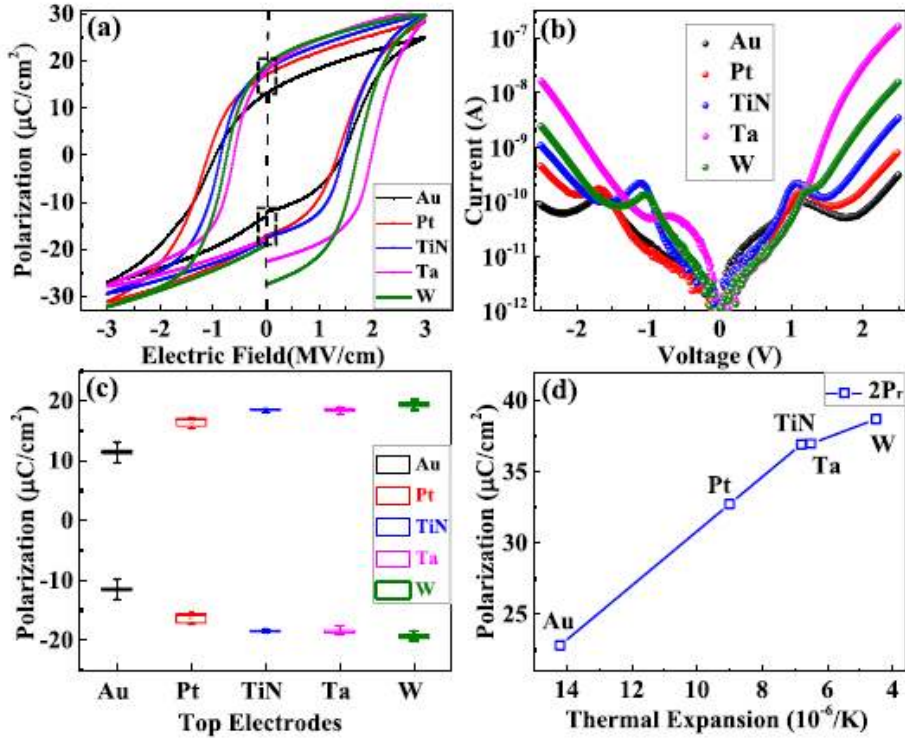 (a)
30
20
10
0
-10
-20
-30
Polarization (μC/cm²)
Au
Pt
TiN
Ta
W
-3 -2 -1 0 1 2 3
Electric Field(MV/cm)
(b)
10⁻⁷
10⁻⁸
10⁻⁹
10⁻¹⁰
10⁻¹¹
10⁻¹²
Current (A)
Au
Pt
TiN
Ta
W
-2 -1 0 1 2
Voltage (V)
(c)
20
10
0
-10
-20
Polarization (μC/cm²)
Au
Pt
TiN
Ta
W
Au Pt TiN Ta W
Top Electrodes
(d)
2Pᵣ
40
35
30
25
Polarization (μC/cm²)
TiN
W
Ta
Pt
Au
14 12 10 8 6 4
Thermal Expansion (10⁻⁶/K)